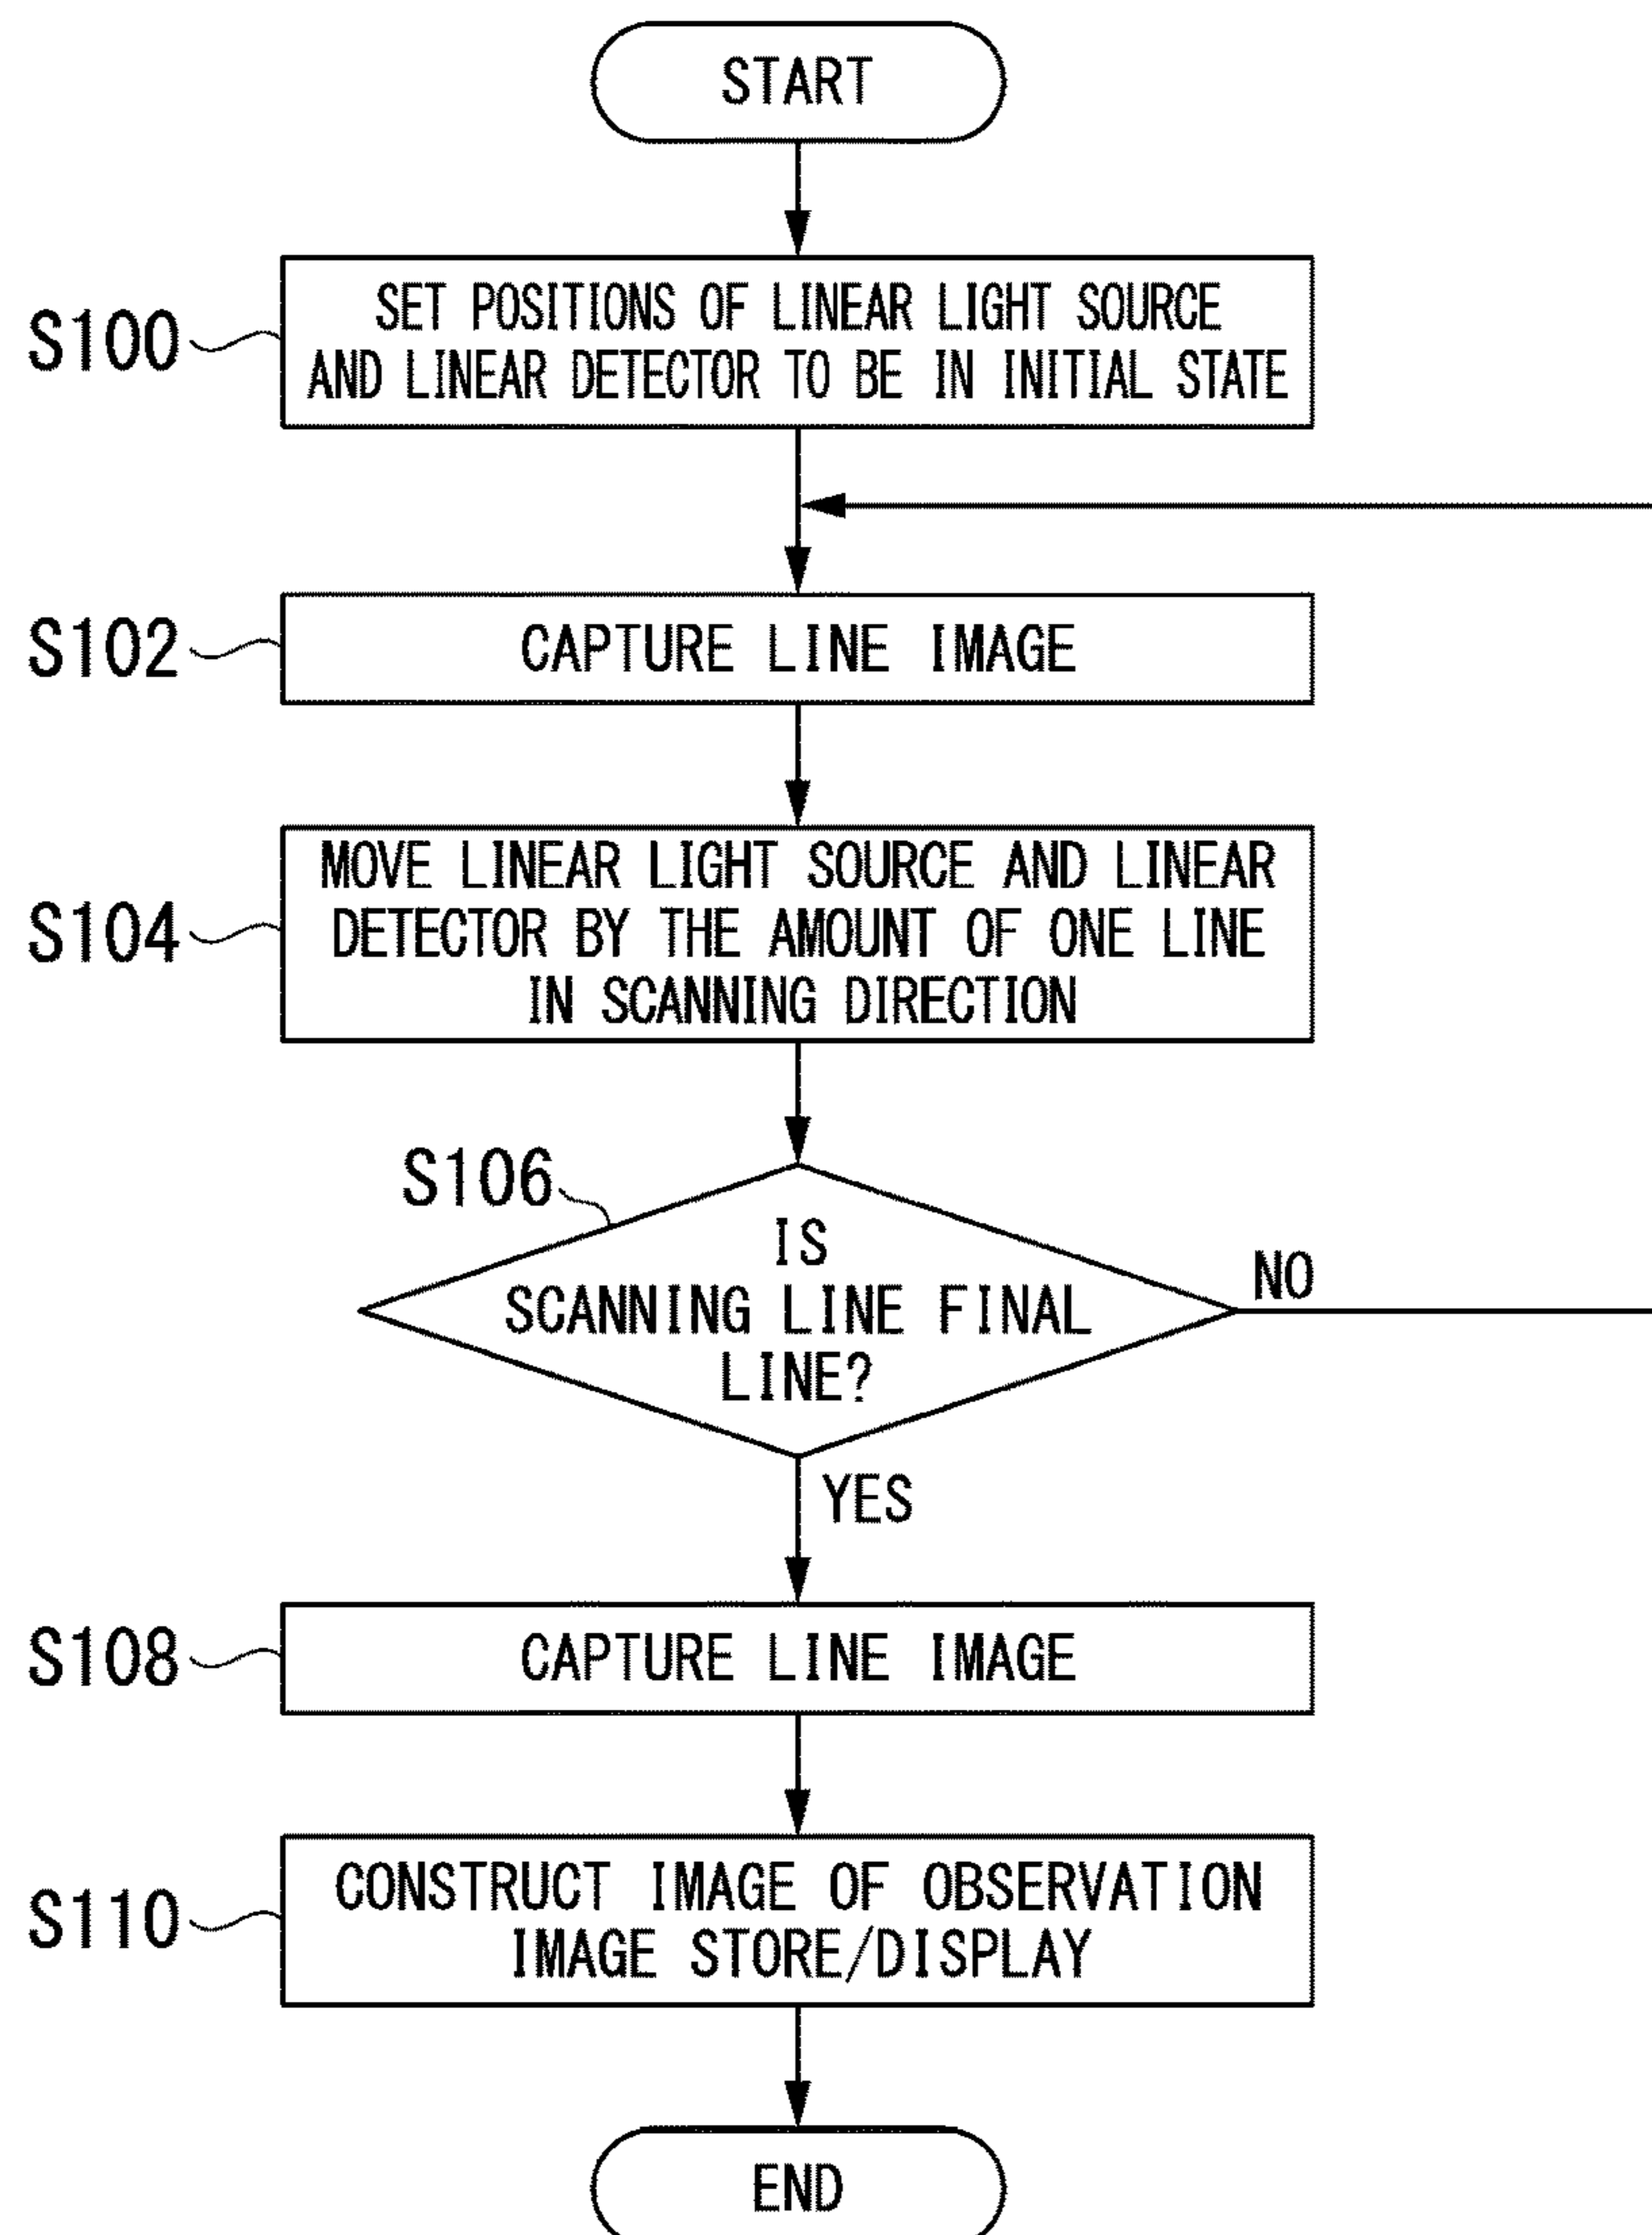 START
S100
SET POSITIONS OF LINEAR LIGHT SOURCE
AND LINEAR DETECTOR TO BE IN INITIAL STATE
S102
CAPTURE LINE IMAGE
S104
MOVE LINEAR LIGHT SOURCE AND LINEAR
DETECTOR BY THE AMOUNT OF ONE LINE
IN SCANNING DIRECTION
S106
IS
SCANNING LINE FINAL
LINE?
NO
YES
S108
CAPTURE LINE IMAGE
S110
CONSTRUCT IMAGE OF OBSERVATION
IMAGE STORE/DISPLAY
END